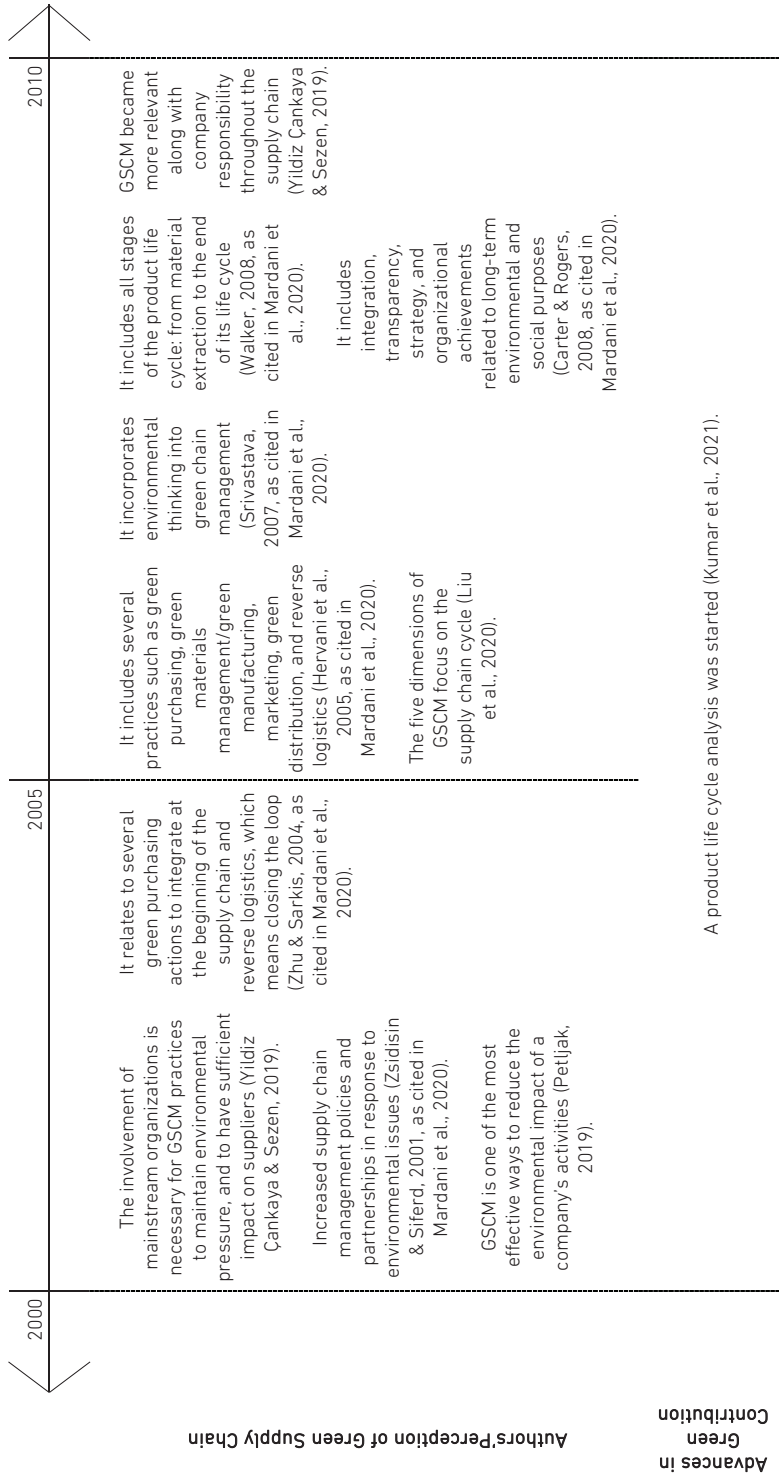 2000
2005
2010
Authors'Perception of Green Supply Chain
The involvement of
mainstream organizations is
necessary for GSCM practices
to maintain environmental
pressure, and to have sufficient
impact on suppliers (Yildiz
Çankaya & Sezen, 2019).
Increased supply chain
management policies and
partnerships in response to
environmental issues (Zsidisin
& Siferd, 2001, as cited in
Mardani et al., 2020).
GSCM is one of the most
effective ways to reduce the
environmental impact of a
company's activities (Petljak,
2019).
It relates to several
green purchasing
actions to integrate at
the beginning of the
supply chain and
reverse logistics, which
means closing the loop
(Zhu & Sarkis, 2004, as
cited in Mardani et al.,
2020).
It includes several
practices such as green
purchasing, green
materials
management/green
manufacturing,
marketing, green
distribution, and reverse
logistics (Hervani et al.,
2005, as cited in
Mardani et al., 2020).
The five dimensions of
GSCM focus on the
supply chain cycle (Liu
et al., 2020).
It incorporates
environmental
thinking into
green chain
management
(Srivastava,
2007, as cited in
Mardani et al.,
2020).
It includes all stages
of the product life
cycle: from material
extraction to the end
of its life cycle
(Walker, 2008, as
cited in Mardani et
al., 2020).
It includes
integration,
transparency,
strategy, and
organizational
achievements
related to long-term
environmental and
social purposes
(Carter & Rogers,
2008, as cited in
Mardani et al., 2020).
GSCM became
more relevant
along with
company
responsibility
throughout the
supply chain
(Yildiz Çankaya
& Sezen, 2019).
Advances in
Green
Contribution
A product life cycle analysis was started (Kumar et al., 2021).